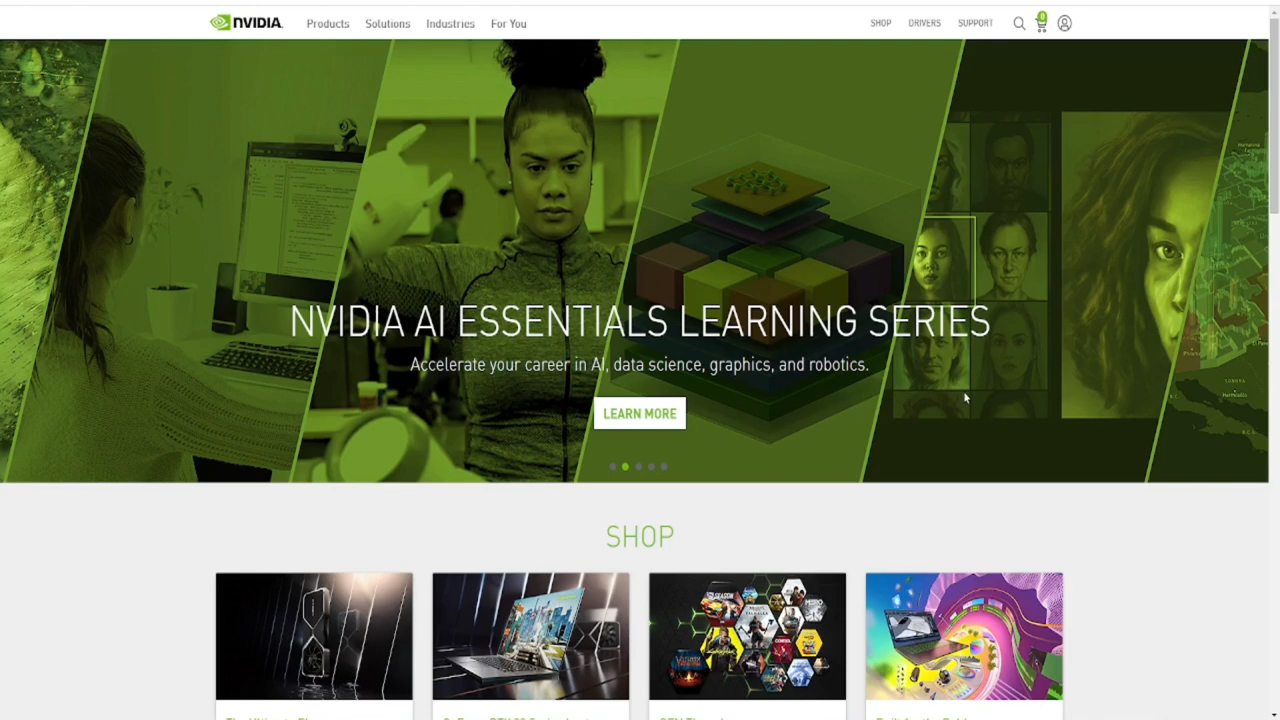 NVIDIA.
Products Solutions Industries For You
SHOP DRIVERS SUPPORT
0
NVIDIA AI ESSENTIALS LEARNING SERIES
Accelerate your career in AI, data science, graphics, and robotics.
LEARN MORE
SHOP